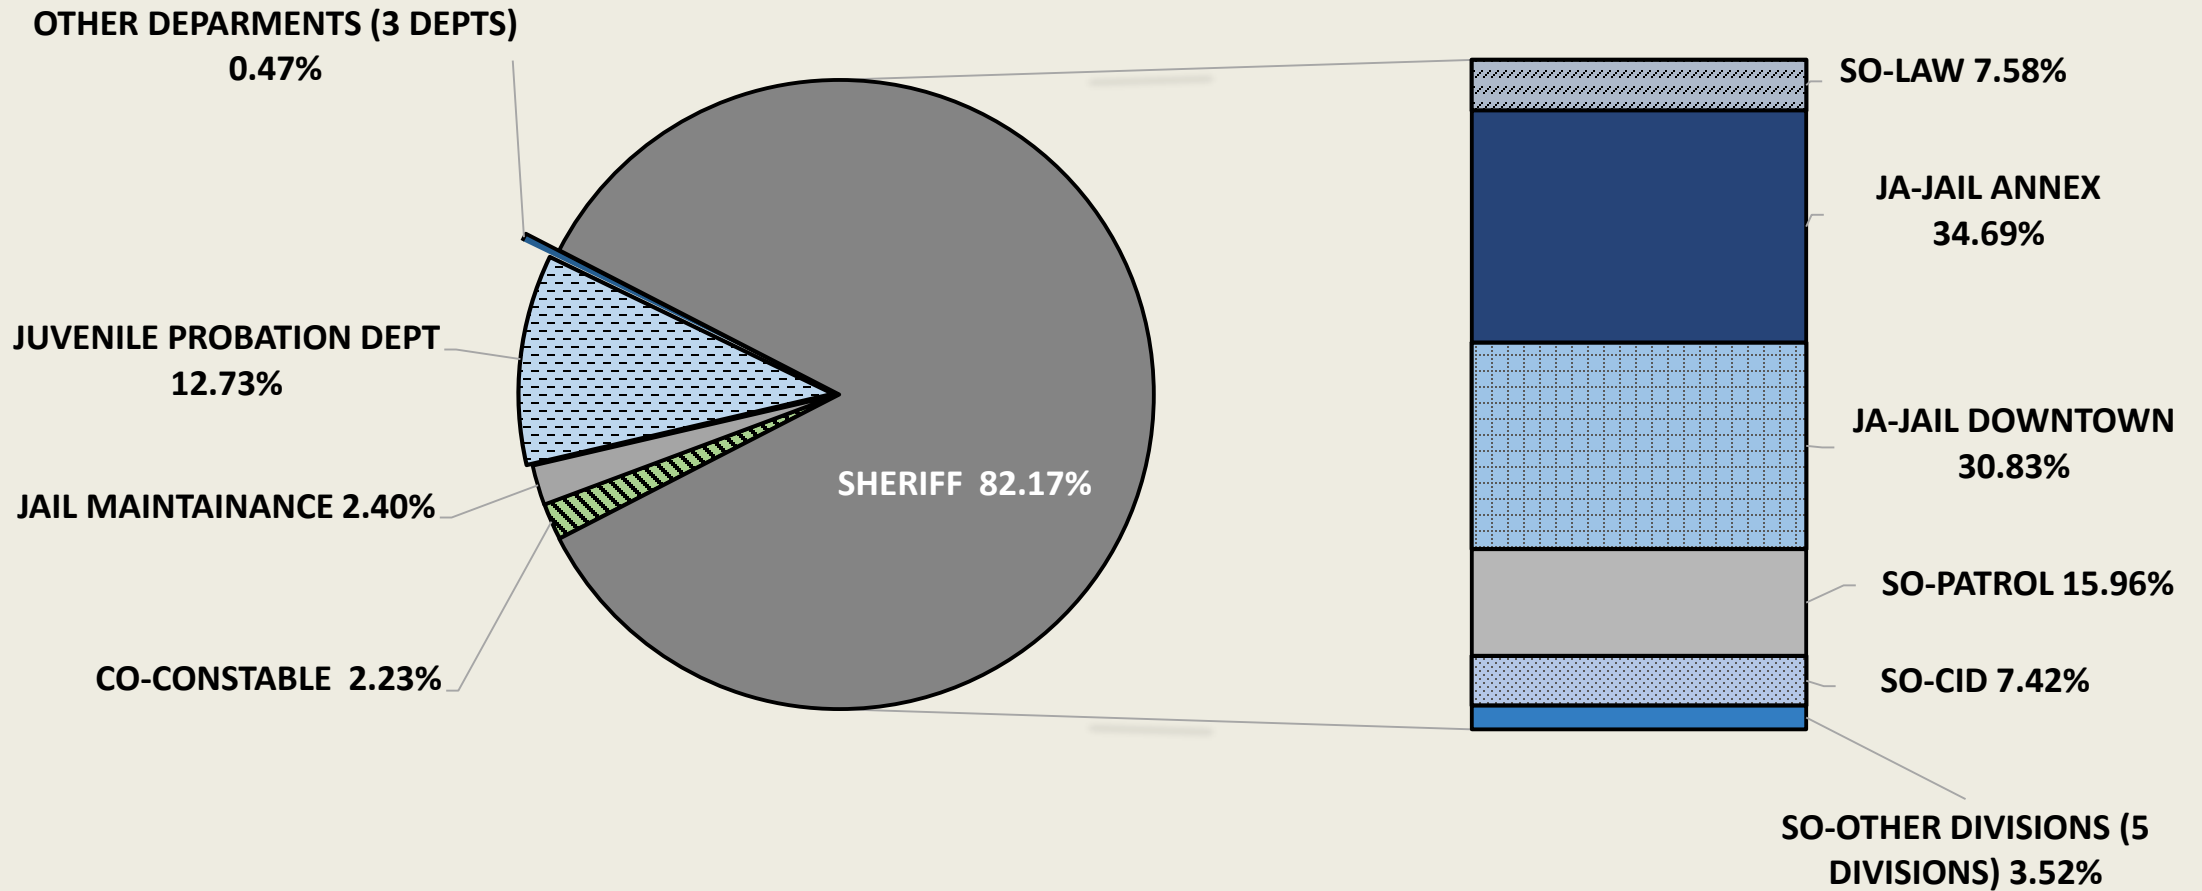 OTHER DEPARMENTS (3 DEPTS)
0.47%
JUVENILE PROBATION DEPT
12.73%
JAIL MAINTAINANCE 2.40%
CO-CONSTABLE 2.23%
SHERIFF 82.17%
SO-LAW 7.58%
JA-JAIL ANNEX
34.69%
JA-JAIL DOWNTOWN
30.83%
SO-PATROL 15.96%
SO-CID 7.42%
SO-OTHER DIVISIONS (5
DIVISIONS) 3.52%